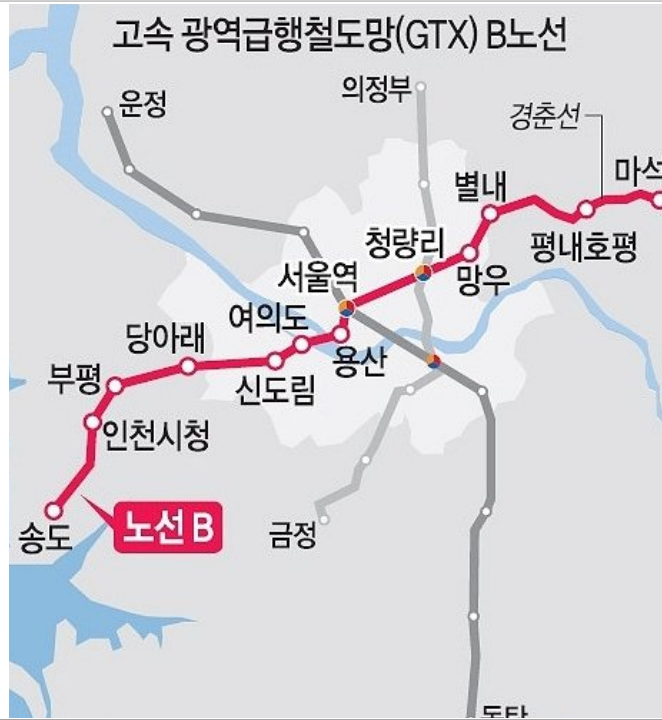 고속 광역급행철도망(GTX) B노선
운정
의정부
경춘선
마석
별내
청량리
평내호평
서울역
망우
여의도
당아래
용산
부평
신도림
인천시청
노선 B
송도
금정
동탄